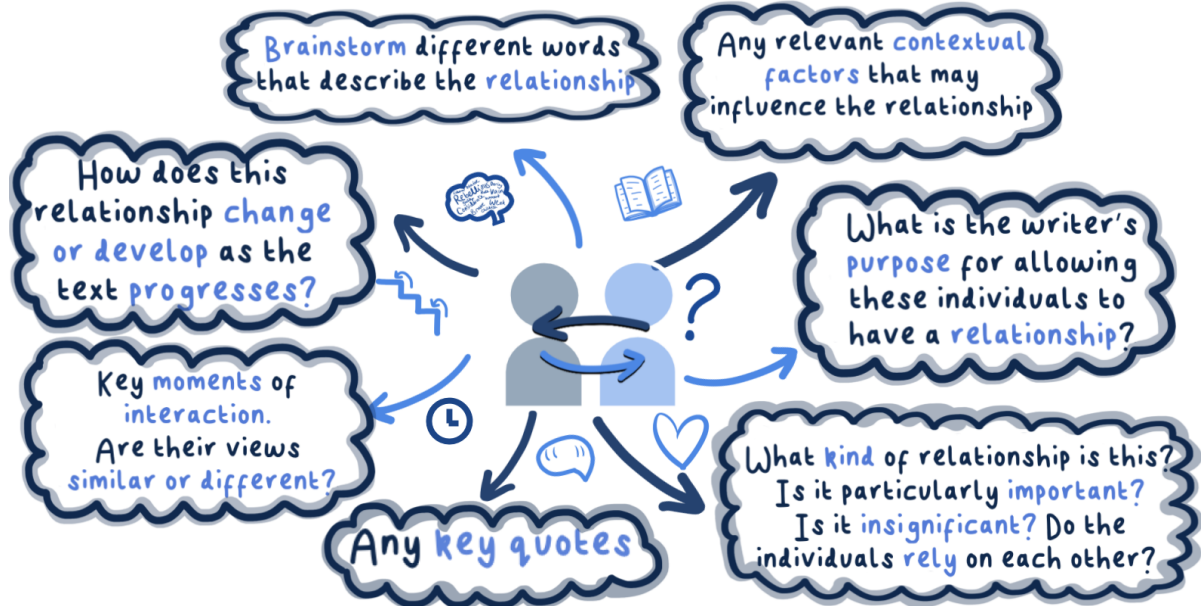 Brainstorm different words
that describe the relationship
Any relevant contextual
factors that may
influence the relationship
How does this
relationship change
or develop as the
text progresses?
What is the writer's
purpose for allowing
these individuals to
have a relationship?
Key moments of
interaction.
Are their views
similar or different?
Any key quotes
What kind of relationship is this?
Is it particularly important?
Is it insignificant? Do the
individuals rely on each other?
?